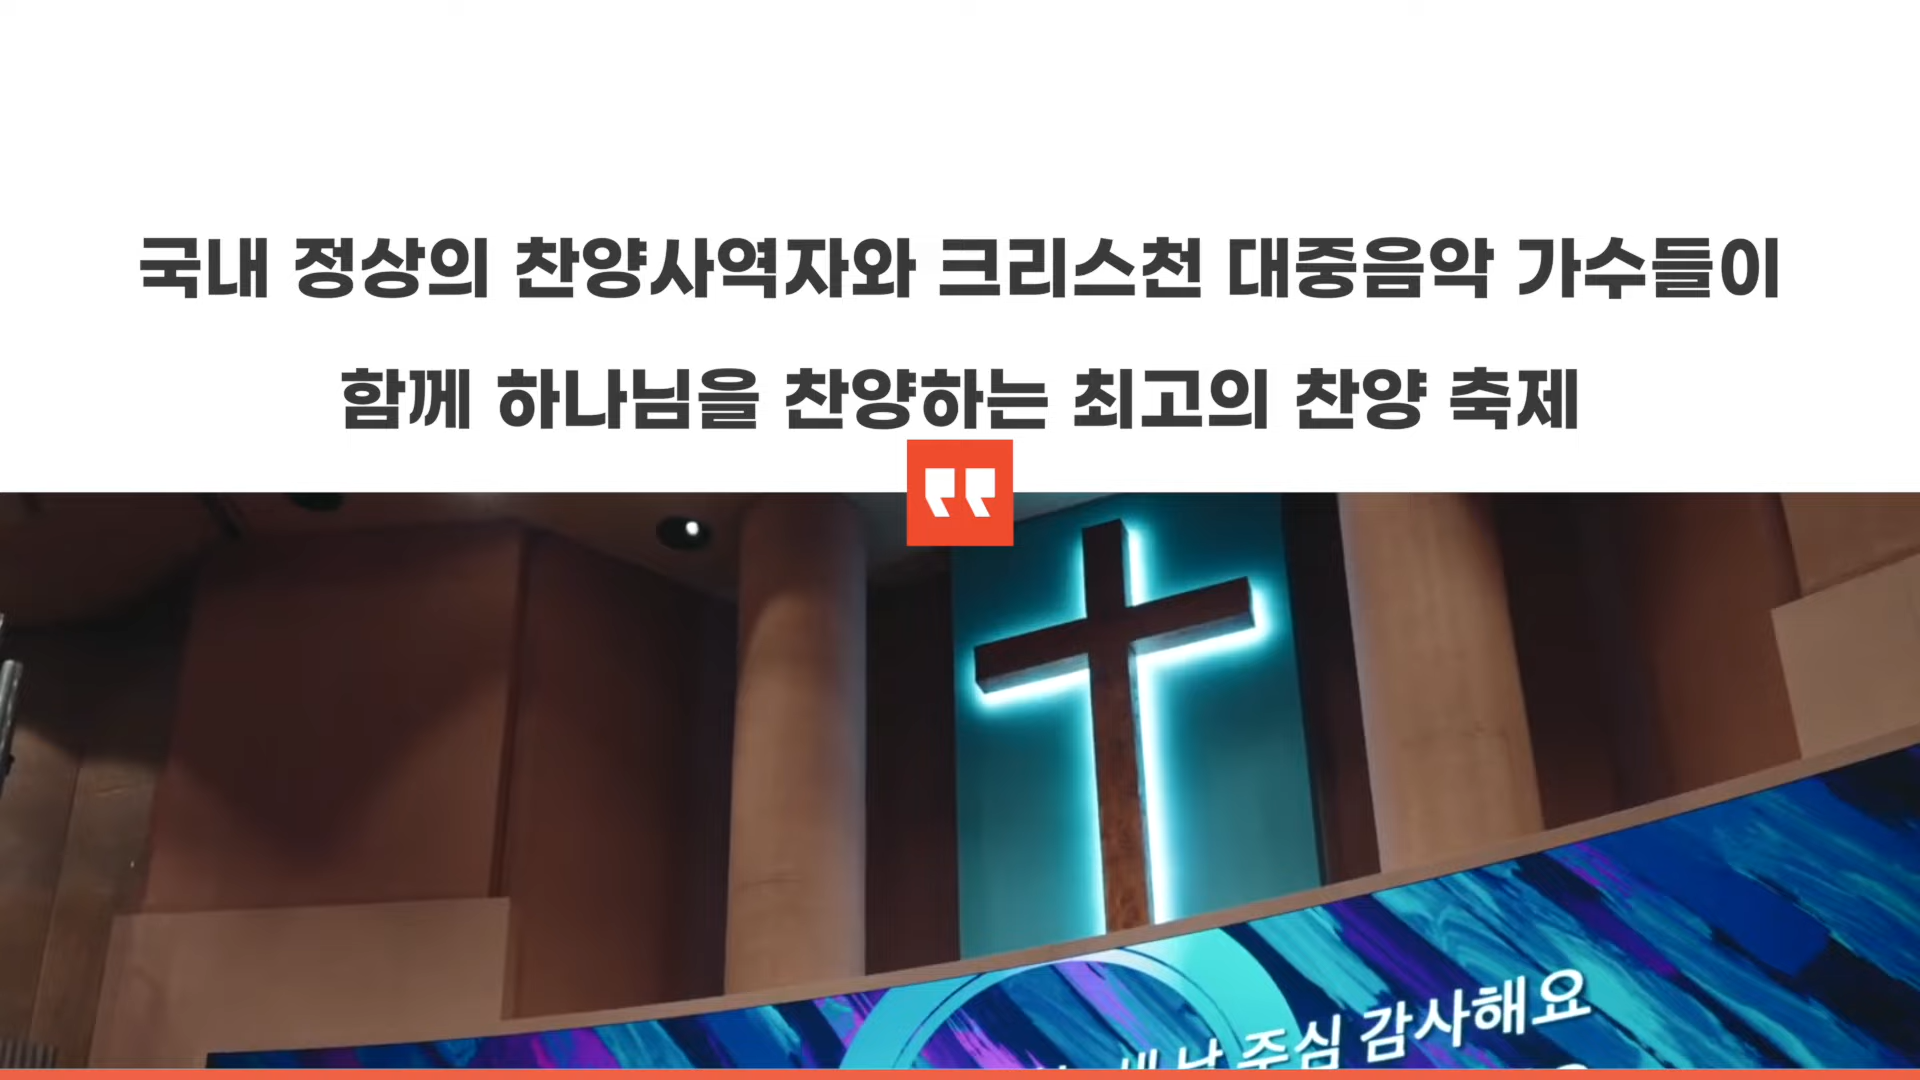 국내 정상의 찬양사역자와 크리스천 대중음악 가수들이
함께 하나님을 찬양하는 최고의 찬양 축제
주심 감사해요